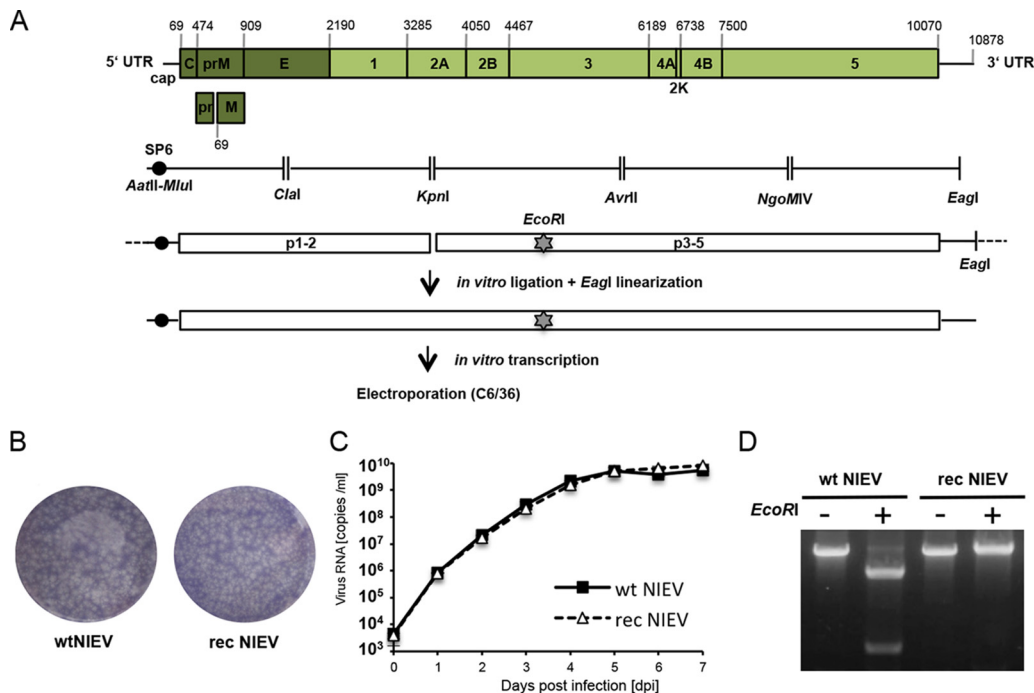 A
69 474 909 2190 3285 4050 4467 6189 6738 7500 10070 10878
5' UTR C prM E 1 2A 2B 3 4A 4B 5 3' UTR
cap
2K
pr M
69
SP6
AatII-MluI
ClaI KpnI AvrII NgoMIV EagI
EcoRI
p1-2 p3-5
EagI
in vitro ligation + EagI linearization
in vitro transcription
Electroporation (C6/36)
B
wtNIEV rec NIEV
C
Virus RNA [copies /ml]
10^10
10^9
10^8
10^7
10^6
10^5
10^4
10^3
wt NIEV
rec NIEV
0 1 2 3 4 5 6 7
Days post infection [dpi]
D
wt NIEV rec NIEV
EcoRI - + - +